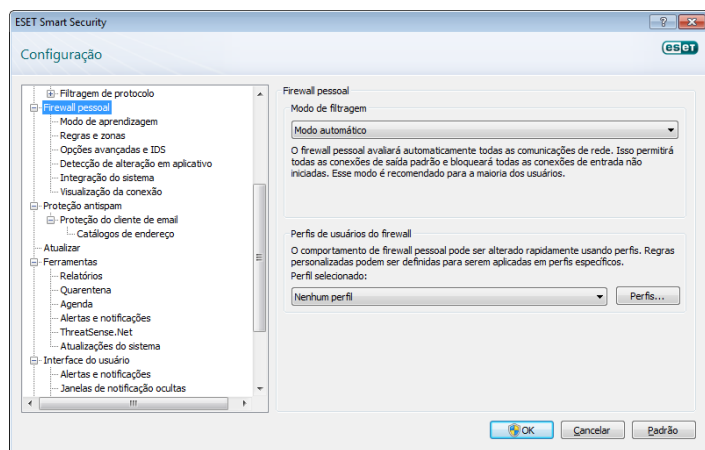 ESET Smart Security
Configuração
eset
Filtragem de protocolo
Firewall pessoal
Modo de aprendizagem
Regras e zonas
Opções avançadas e IDS
Detecção de alteração em aplicativo
Integração do sistema
Visualização da conexão
Proteção antispam
Proteção do cliente de email
Catálogos de endereço
Atualizar
Ferramentas
Relatórios
Quarentena
Agenda
Alertas e notificações
ThreatSense.Net
Atualizações do sistema
Interface do usuário
Alertas e notificações
Janelas de notificação ocultas
Firewall pessoal
Modo de filtragem
Modo automático
O firewall pessoal avaliará automaticamente todas as comunicações de rede. Isso permitirá
todas as conexões de saída padrão e bloqueará todas as conexões de entrada não
iniciadas. Esse modo é recomendado para a maioria dos usuários.
Perfis de usuários do firewall
O comportamento de firewall pessoal pode ser alterado rapidamente usando perfis. Regras
personalizadas podem ser definidas para serem aplicadas em perfis específicos.
Perfil selecionado:
Nenhum perfil
Perfis...
OK
Cancelar
Padrão